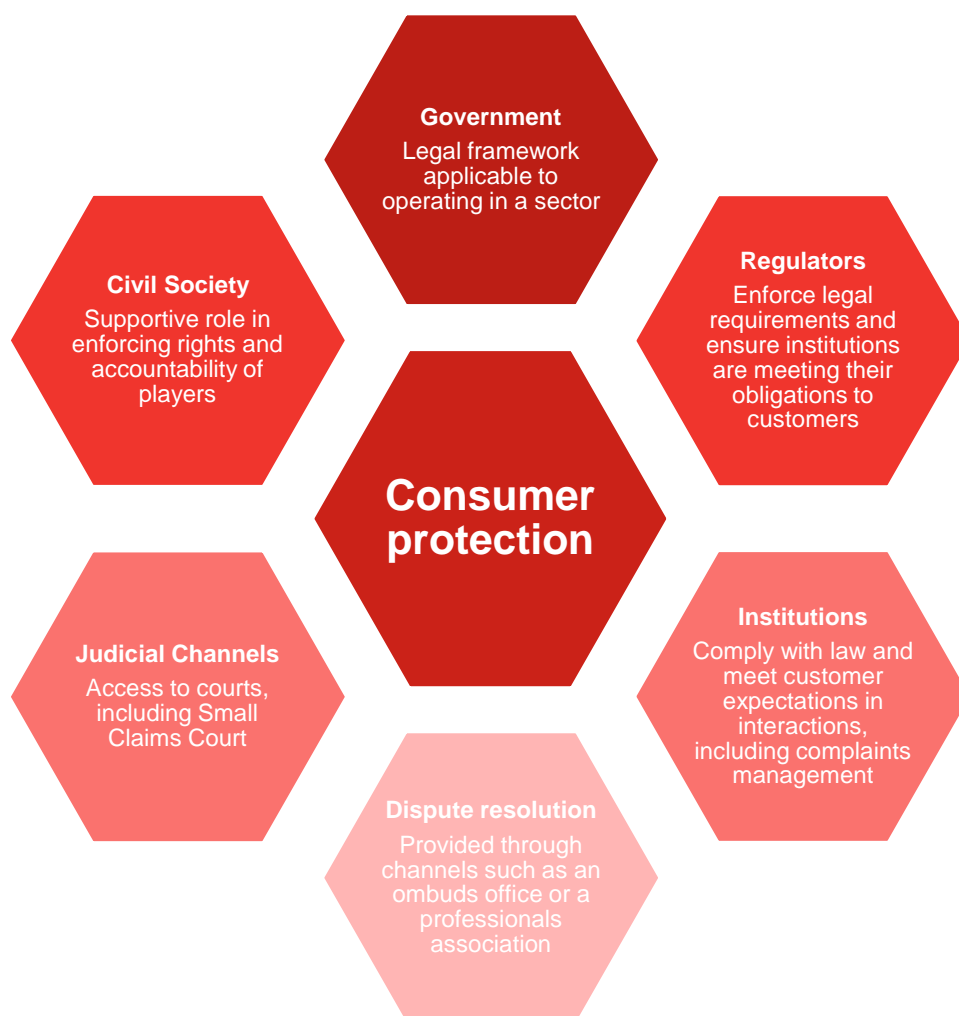 Government
Legal framework
applicable to
operating in a sector
Civil Society
Supportive role in
enforcing rights and
accountability of
players
Regulators
Enforce legal
requirements and
ensure institutions
are meeting their
obligations to
customers
Consumer
protection
Judicial Channels
Access to courts,
including Small
Claims Court
Institutions
Comply with law and
meet customer
expectations in
interactions,
including complaints
management
Dispute resolution
Provided through
channels such as an
ombuds office or a
professionals
association